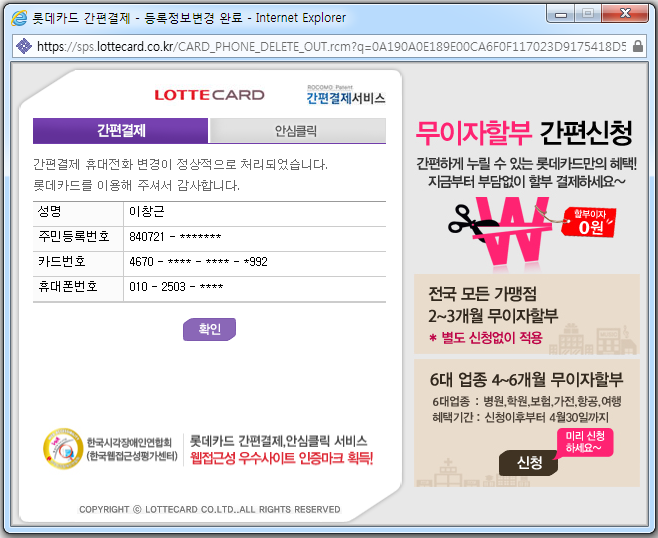 롯데카드 간편결제 - 등록정보변경 완료 - Internet Explorer
https://sps.lottecard.co.kr/CARD_PHONE_DELETE_OUT.rcm?q=0A190A0E189E00CA6F0F117023D9175418D5
LOTTECARD
ROCOMO Patent
간편결제서비스
간편결제
안심클릭
간편결제 휴대전화 변경이 정상적으로 처리되었습니다.
롯데카드를 이용해 주셔서 감사합니다.
성명 이창근
주민등록번호 840721 - *******
카드번호 4670 - **** - **** - *992
휴대폰번호 010 - 2503 - ****
확인
한국시각장애인연합회
(한국웹접근성평가센터)
롯데카드 간편결제,안심클릭 서비스
웹접근성 우수사이트 인증마크 획득!
COPYRIGHT ⓒ LOTTECARD CO.LTD,.ALL RIGHTS RESERVED
무이자할부 간편신청
간편하게 누릴 수 있는 롯데카드만의 혜택!
지금부터 부담없이 할부 결제하세요~
₩
할부이자
0원
전국 모든 가맹점
2~3개월 무이자할부
* 별도 신청없이 적용
6대 업종 4~6개월 무이자할부
6대업종 : 병원,학원,보험,가전,항공,여행
혜택기간 : 신청이후부터 4월30일까지
미리 신청
하세요~
신청